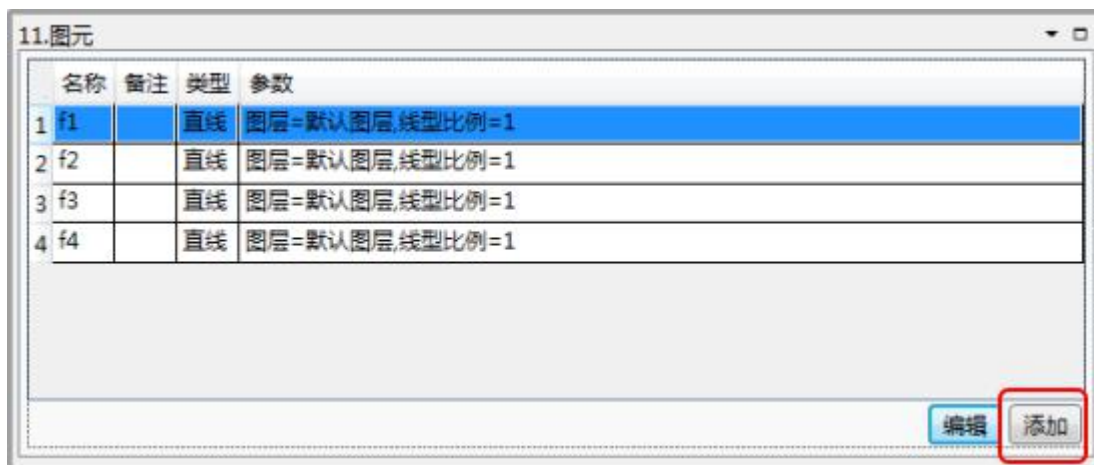 11.图元
名称 备注 类型 参数
1 f1 直线 图层=默认图层,线型比例=1
2 f2 直线 图层=默认图层,线型比例=1
3 f3 直线 图层=默认图层,线型比例=1
4 f4 直线 图层=默认图层,线型比例=1
编辑 添加